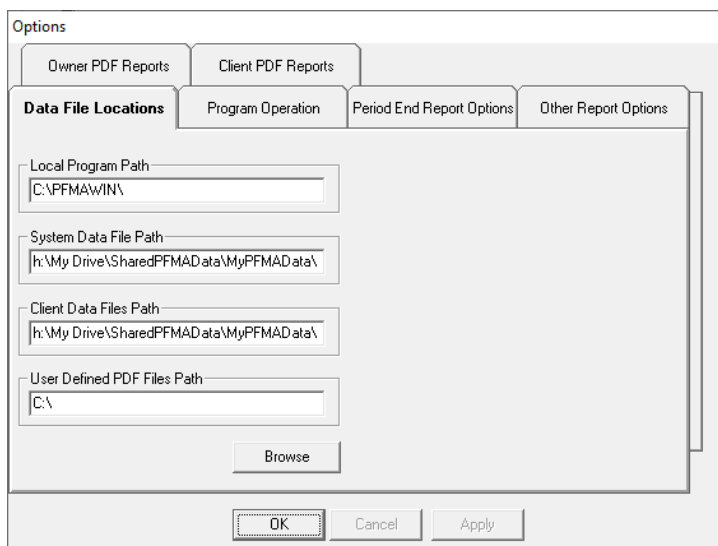 Options
Owner PDF Reports Client PDF Reports
Data File Locations Program Operation Period End Report Options Other Report Options
Local Program Path
C:\PFMAWIN\
System Data File Path
h:\My Drive\SharedPFMAData\MyPFMAData\
Client Data Files Path
h:\My Drive\SharedPFMAData\MyPFMAData\
User Defined PDF Files Path
C:\
Browse
OK Cancel Apply